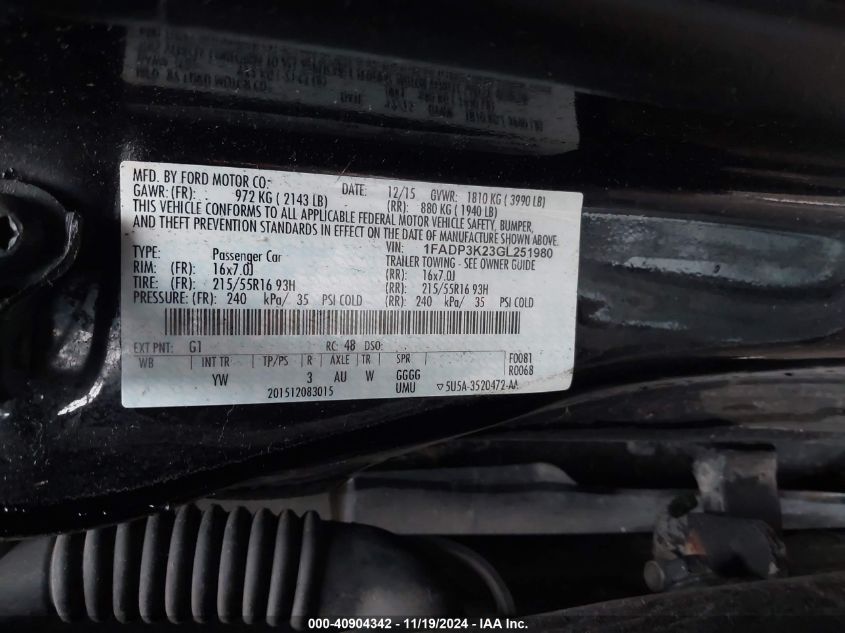 MFD. BY FORD MOTOR CO.
DATE: 12/15 GVWR: 1810 KG ( 3990 LB)
GAWR: (FR): 972 KG ( 2143 LB) (RR): 880 KG ( 1940 LB)
THIS VEHICLE CONFORMS TO ALL APPLICABLE FEDERAL MOTOR VEHICLE SAFETY, BUMPER,
AND THEFT PREVENTION STANDARDS IN EFFECT ON THE DATE OF MANUFACTURE SHOWN ABOVE.
VIN: 1FADP3K23GL251980
TYPE: Passenger Car TRAILER TOWING - SEE OWNER GUIDE
RIM: (FR): 16x7.0J (RR): 16x7.0J
TIRE: (FR): 215/55R16 93H (RR): 215/55R16 93H
PRESSURE: (FR): 240 kPa/ 35 PSI COLD (RR): 240 kPa/ 35 PSI COLD
EXT PNT: G1 RC: 48 DSO:
WB INT TR TP/PS R AXLE TR SPR F0081
R0068
YW 3 AU W GGGG
201512083015 UMU ▽5U5A-3520472-AA
000-40904342 - 11/19/2024 - IAA Inc.